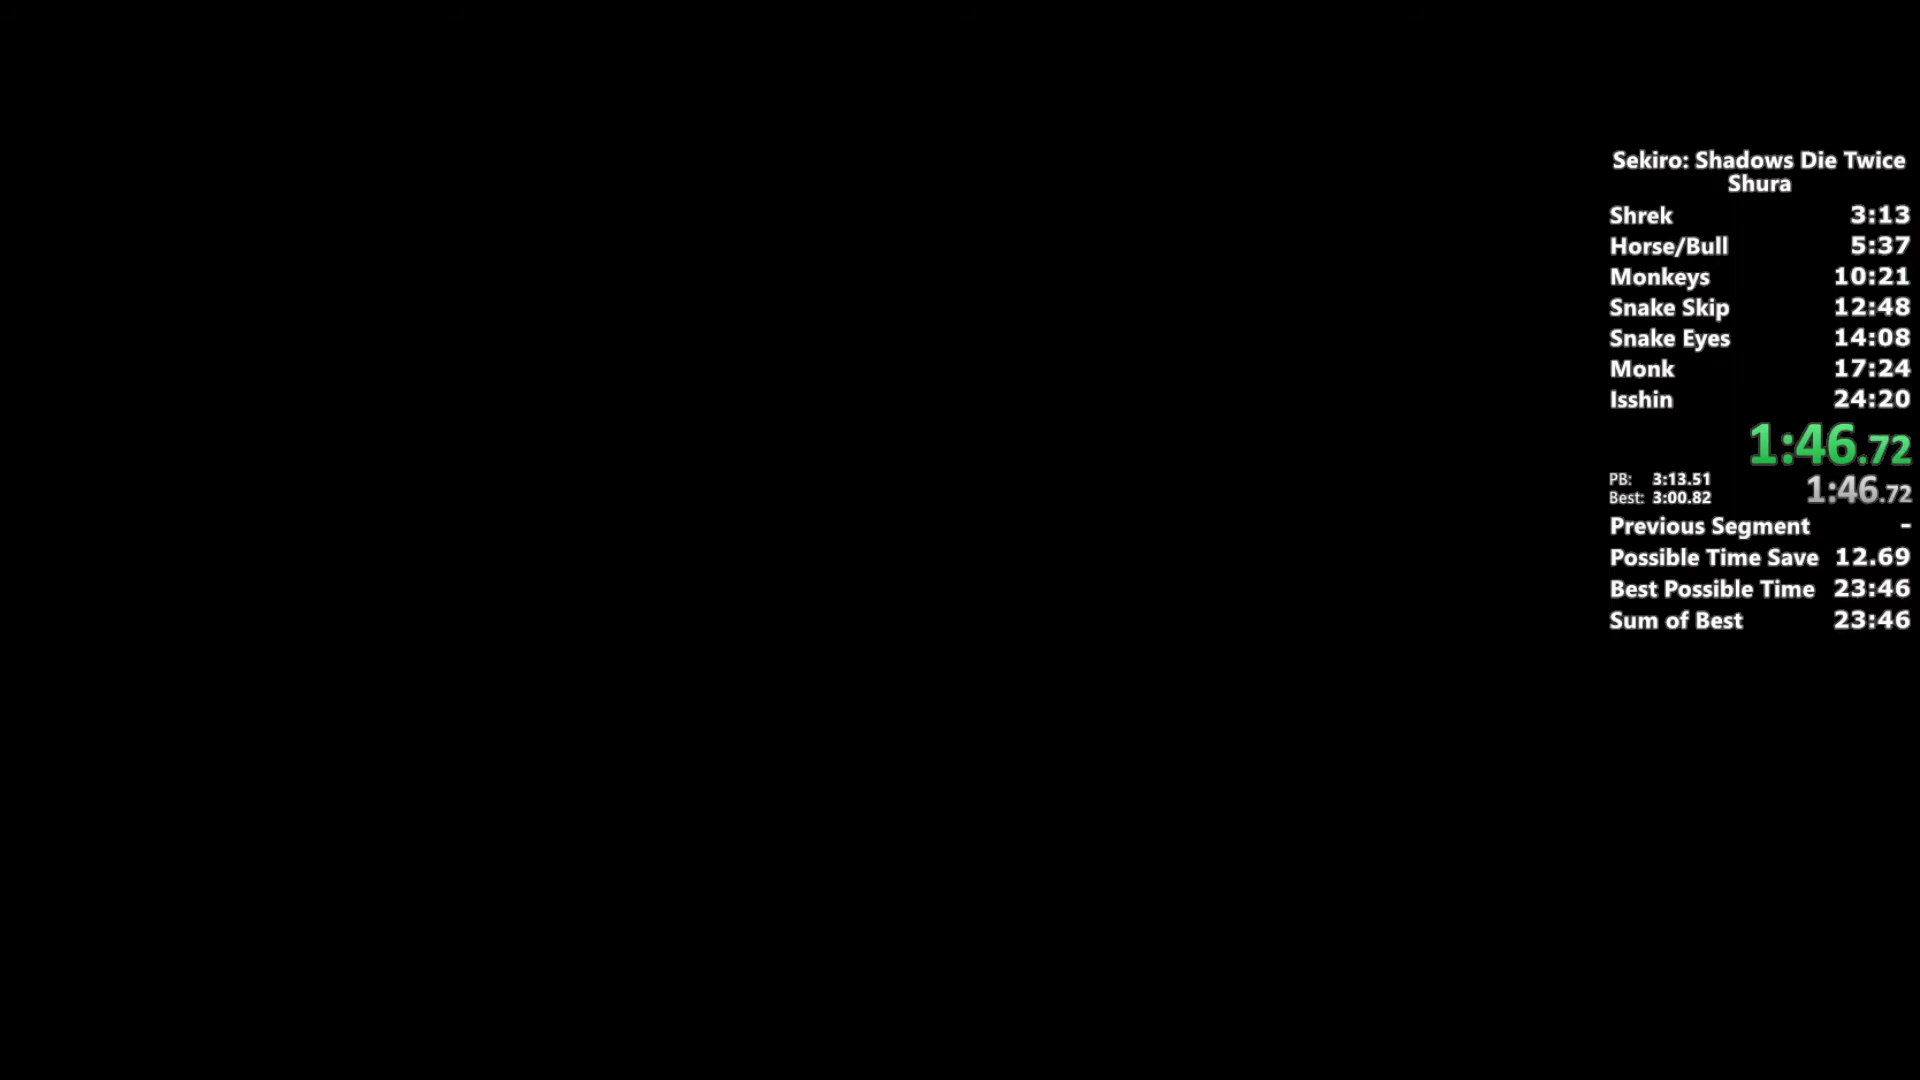 Sekiro: Shadows Die Twice
Shura
Shrek 3:13
Horse/Bull 5:37
Monkeys 10:21
Snake Skip 12:48
Snake Eyes 14:08
Monk 17:24
Isshin 24:20
1:46.72
PB: 3:13.51
Best: 3:00.82 1:46.72
Previous Segment -
Possible Time Save 12.69
Best Possible Time 23:46
Sum of Best 23:46